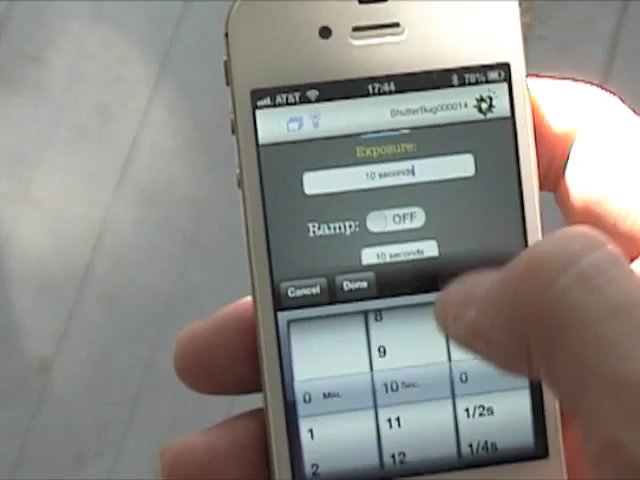 AT&T 17:44 78%
ShutterBug000014
Exposure:
10 seconds
Ramp: OFF
10 seconds
Cancel Done
8
9
0 Min. 10 Sec. 0
1 11 1/2s
2 12 1/4s